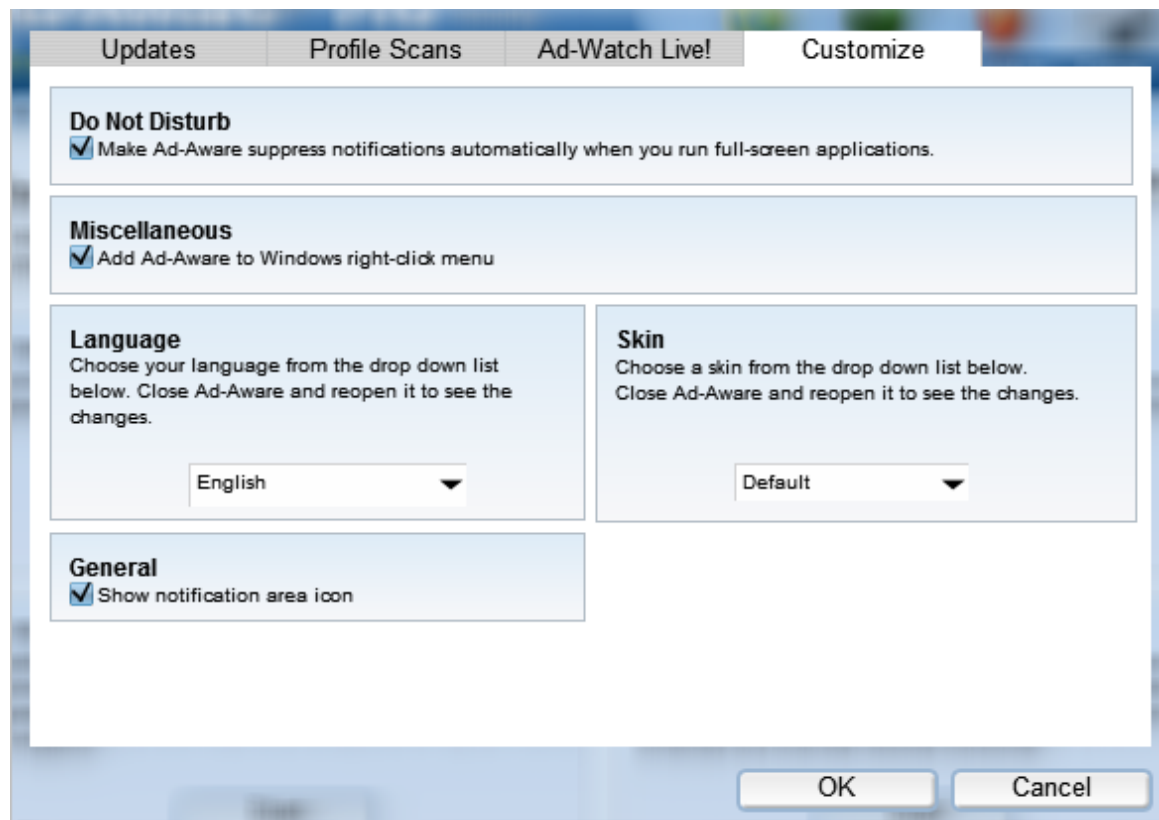 Updates Profile Scans Ad-Watch Live! Customize
Do Not Disturb
Make Ad-Aware suppress notifications automatically when you run full-screen applications.
Miscellaneous
Add Ad-Aware to Windows right-click menu
Language
Choose your language from the drop down list
below. Close Ad-Aware and reopen it to see the
changes.
English
Skin
Choose a skin from the drop down list below.
Close Ad-Aware and reopen it to see the changes.
Default
General
Show notification area icon
OK Cancel